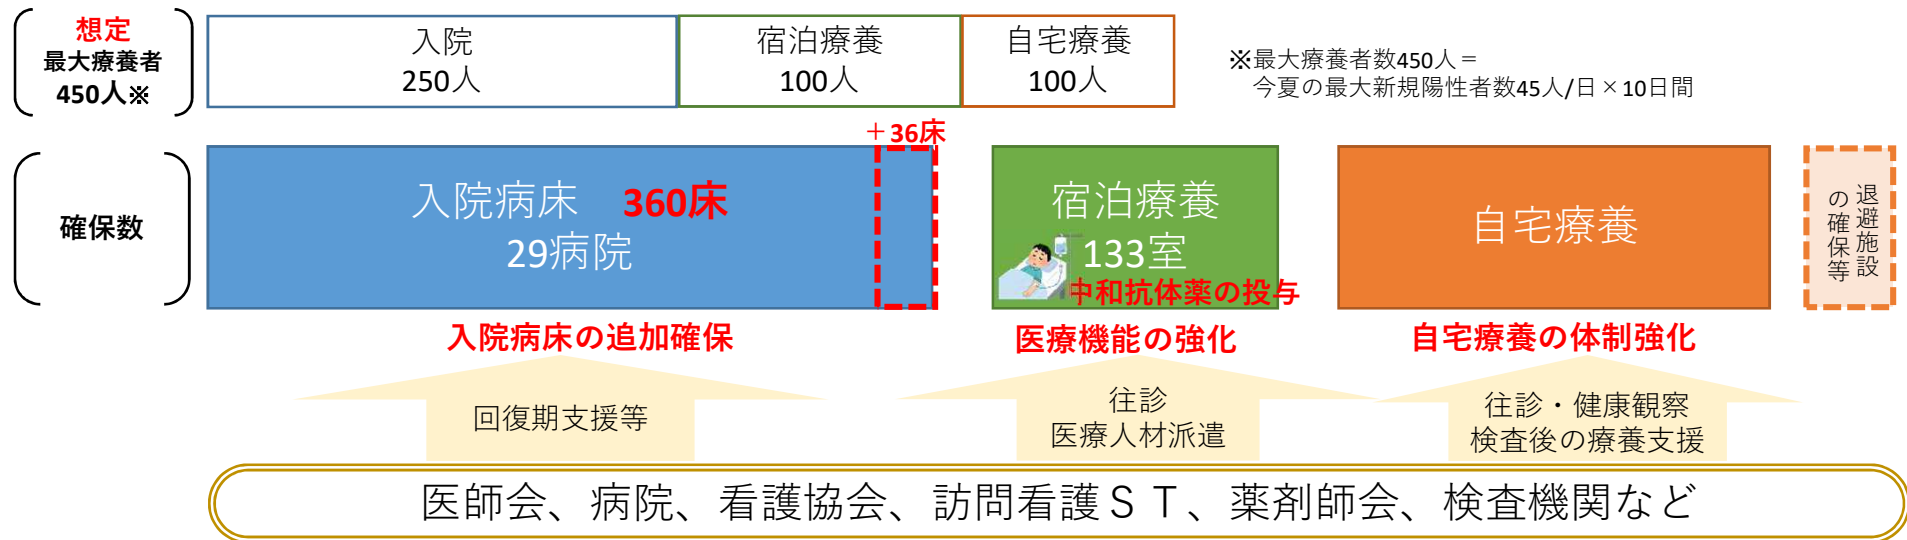 想定
最大療養者
450人※
入院
250人
宿泊療養
100人
自宅療養
100人
※最大療養者数450人＝
今夏の最大新規陽性者数45人/日×10日間
＋36床
確保数
入院病床 360床
29病院
宿泊療養
133室
中和抗体薬の投与
自宅療養
退避施設
の確保等
入院病床の追加確保
医療機能の強化
自宅療養の体制強化
回復期支援等
往診
医療人材派遣
往診・健康観察
検査後の療養支援
医師会、病院、看護協会、訪問看護ＳＴ、薬剤師会、検査機関など